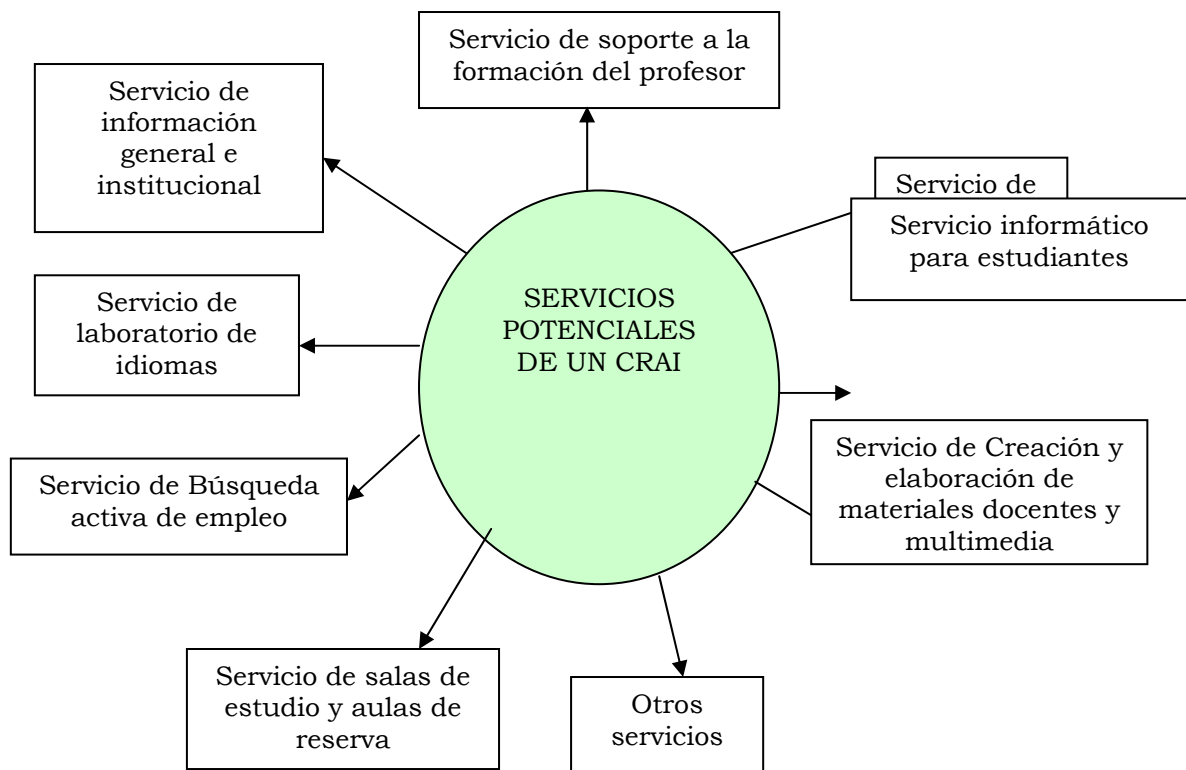 Servicio de soporte a la
formación del profesor
Servicio de
información
general e
institucional
Servicio de
Servicio informático
para estudiantes
SERVICIOS
POTENCIALES
DE UN CRAI
Servicio de
laboratorio de
idiomas
Servicio de Creación y
elaboración de
materiales docentes y
multimedia
Servicio de Búsqueda
activa de empleo
Servicio de salas de
estudio y aulas de
reserva
Otros
servicios